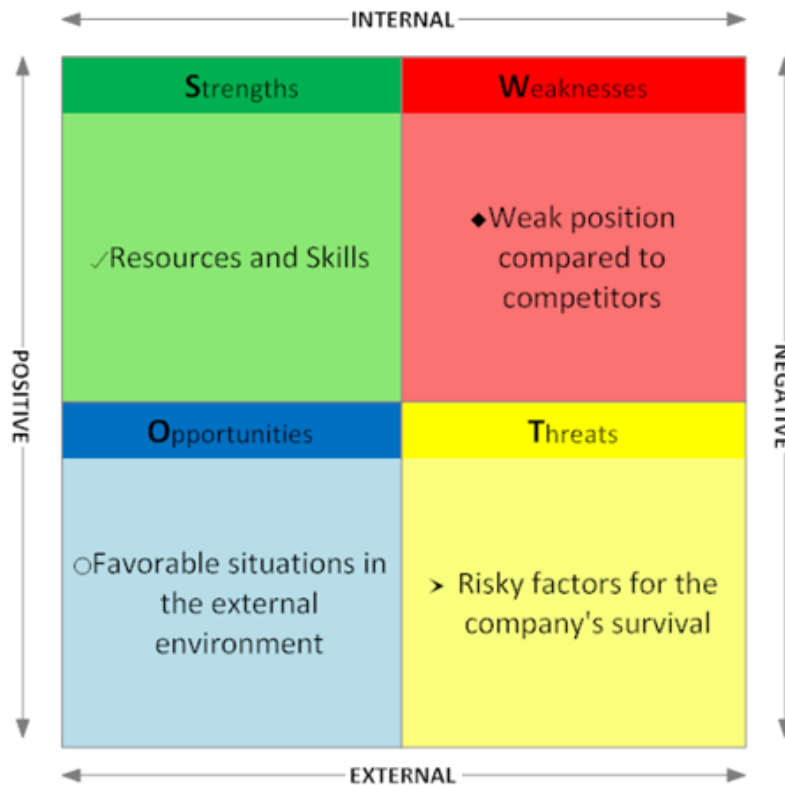 INTERNAL
Strengths
Weaknesses
✓Resources and Skills
◆Weak position
compared to
competitors
POSITIVE
NEGATIVE
Opportunities
Threats
○Favorable situations in
the external
environment
➤ Risky factors for the
company's survival
EXTERNAL